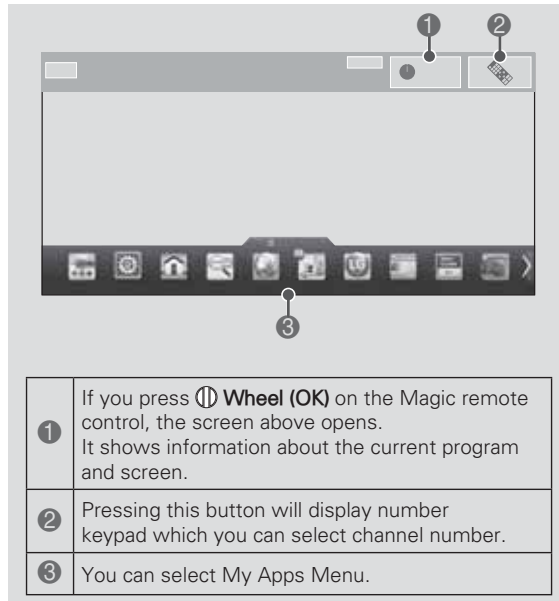 1 2
3
1 If you press Wheel (OK) on the Magic remote
control, the screen above opens.
It shows information about the current program
and screen.
2 Pressing this button will display number
keypad which you can select channel number.
3 You can select My Apps Menu.